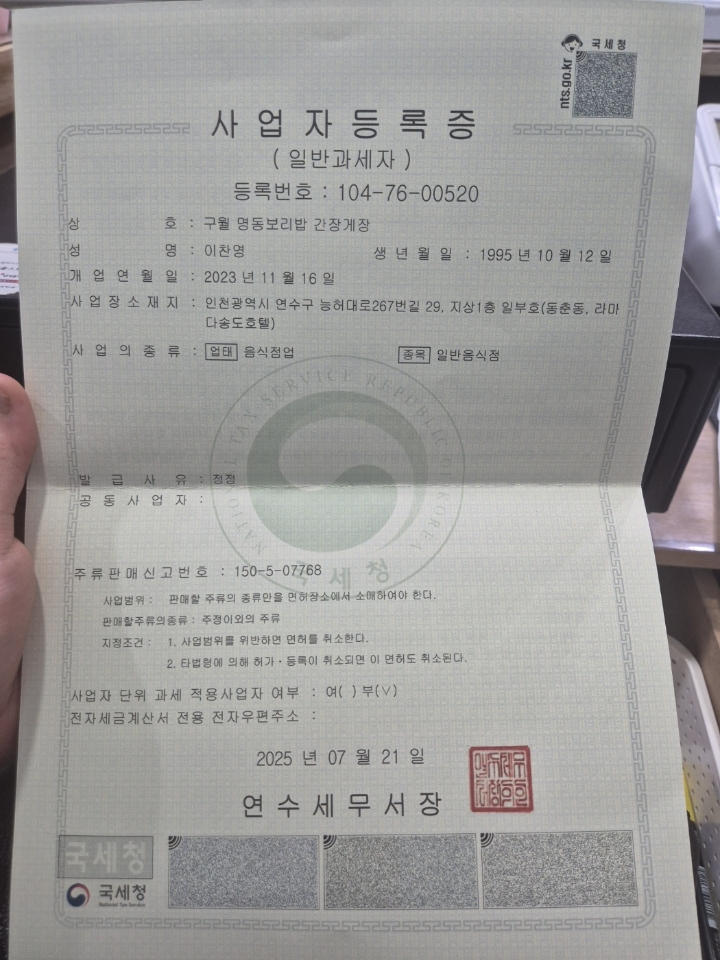 국세청
nts.go.kr
사업자등록증
( 일반과세자 )
등록번호 : 104-76-00520
상 호 : 구월 명동보리밥 간장게장
성 명 : 이찬영 생 년 월 일 : 1995 년 10 월 12 일
개 업 연 월 일 : 2023 년 11 월 16 일
사 업 장 소 재 지 : 인천광역시 연수구 능허대로267번길 29, 지상1층 일부호(동춘동, 라마
다송도호텔)
사 업 의 종 류 : 업태 음식점업 종목 일반음식점
NATIONAL TAX SERVICE REPUBLIC OF KOREA
국세청
발 급 사 유 : 정정
공 동 사 업 자 :
주류판매신고번호 : 150-5-07768
사업범위 : 판매할 주류의 종류만을 면허장소에서 소매하여야 한다.
판매할주류의종류 : 주정이외의 주류
지정조건 : 1. 사업범위를 위반하면 면허를 취소한다.
2. 타법령에 의해 허가・등록이 취소되면 이 면허도 취소된다.
사업자 단위 과세 적용사업자 여부 : 여( ) 부(∨)
전자세금계산서 전용 전자우편주소 :
2025 년 07 월 21 일
연수세무서장
국세청
국세청
National Tax Service